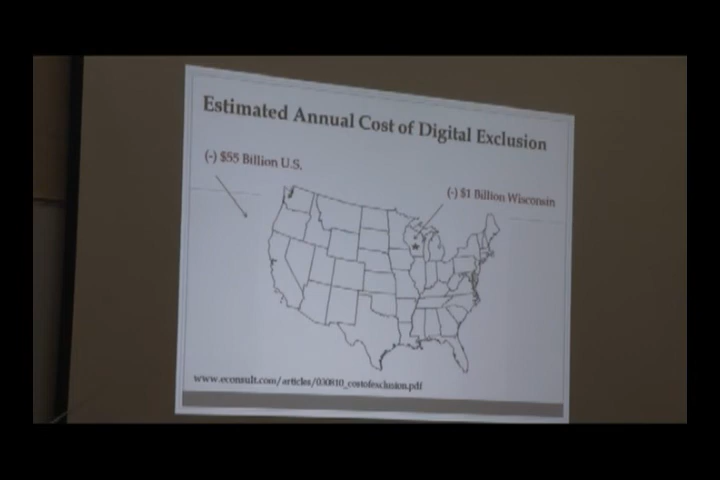 Estimated Annual Cost of Digital Exclusion
(-) $55 Billion U.S.
(-) $1 Billion Wisconsin
www.econsult.com/articles/030810_costofexclusion.pdf